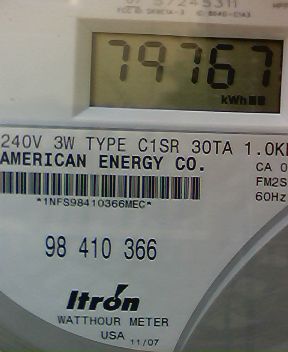 79767
kWh
240V 3W TYPE C1SR 30TA 1.0K
AMERICAN ENERGY CO.
CA 0
FM2S
60Hz
*1NFS98410366MEC*
98 410 366
Itrón
WATTHOUR METER
USA 11/07